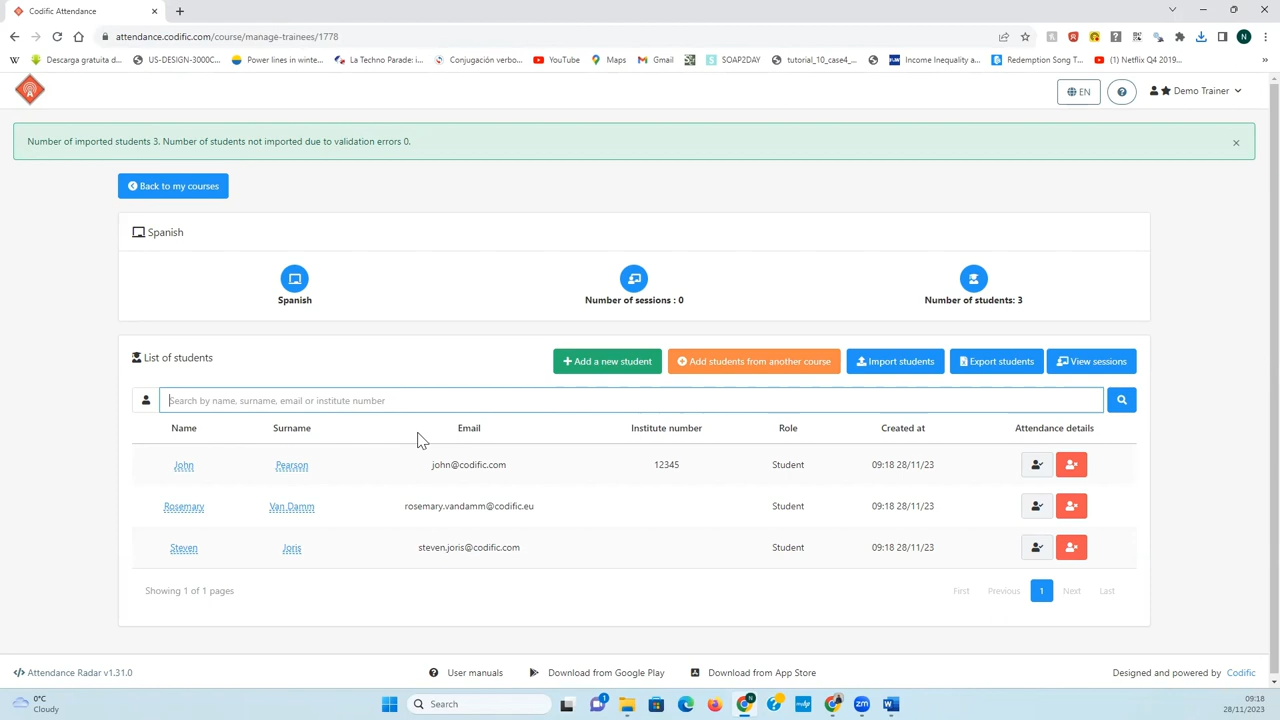 Codific Attendance
attendance.codific.com/course/manage-trainees/1778
N
Descarga gratuita d... US-DESIGN-3000C... Power lines in winte... La Techno Parade: i... Conjugación verbo... YouTube Maps Gmail SOAP2DAY tutorial_10_case4_... Income Inequality a... Redemption Song T... (1) Netflix Q4 2019...
EN Demo Trainer
Number of imported students 3. Number of students not imported due to validation errors 0.
Back to my courses
Spanish
Spanish Number of sessions : 0 Number of students: 3
List of students Add a new student Add students from another course Import students Export students View sessions
Search by name, surname, email or institute number
Name Surname Email Institute number Role Created at Attendance details
John Pearson john@codific.com 12345 Student 09:18 28/11/23
Rosemary Van Damm rosemary.vandamm@codific.eu Student 09:18 28/11/23
Steven Joris steven.joris@codific.com Student 09:18 28/11/23
Showing 1 of 1 pages First Previous 1 Next Last
Attendance Radar v1.31.0 User manuals Download from Google Play Download from App Store Designed and powered by Codific
0°C
Cloudy
Search
09:18
28/11/2023